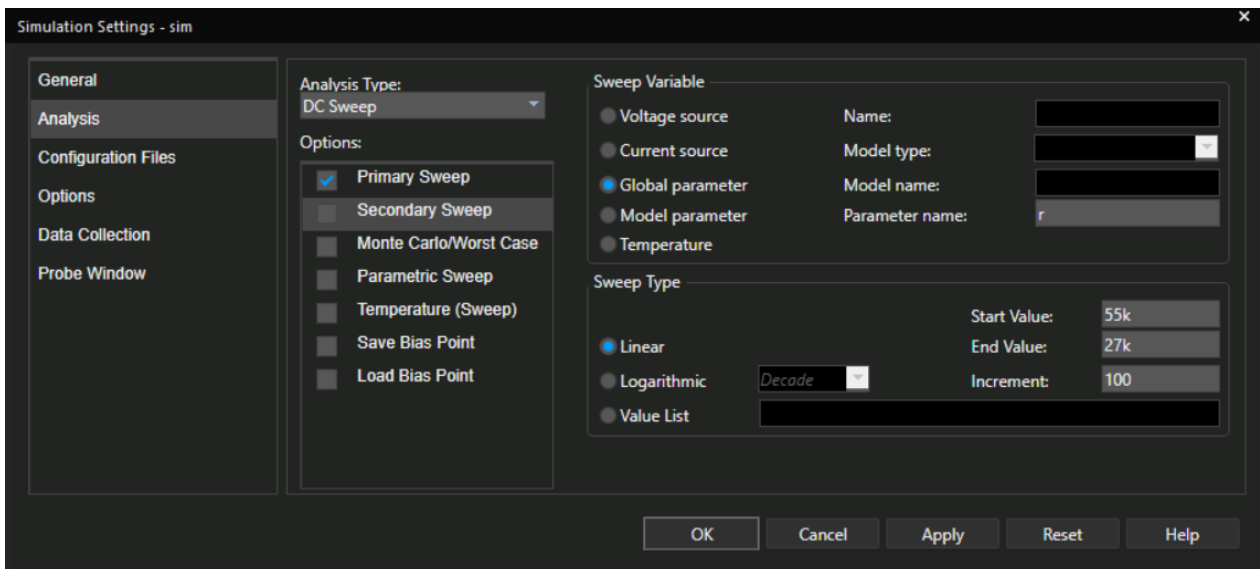 Simulation Settings - sim
General
Analysis
Configuration Files
Options
Data Collection
Probe Window
Analysis Type:
DC Sweep
Options:
Primary Sweep
Secondary Sweep
Monte Carlo/Worst Case
Parametric Sweep
Temperature (Sweep)
Save Bias Point
Load Bias Point
Sweep Variable
Voltage source
Name:
Current source
Model type:
Global parameter
Model name:
Model parameter
Parameter name: r
Temperature
Sweep Type
Start Value: 55k
Linear
End Value: 27k
Logarithmic
Decade
Increment: 100
Value List
OK
Cancel
Apply
Reset
Help